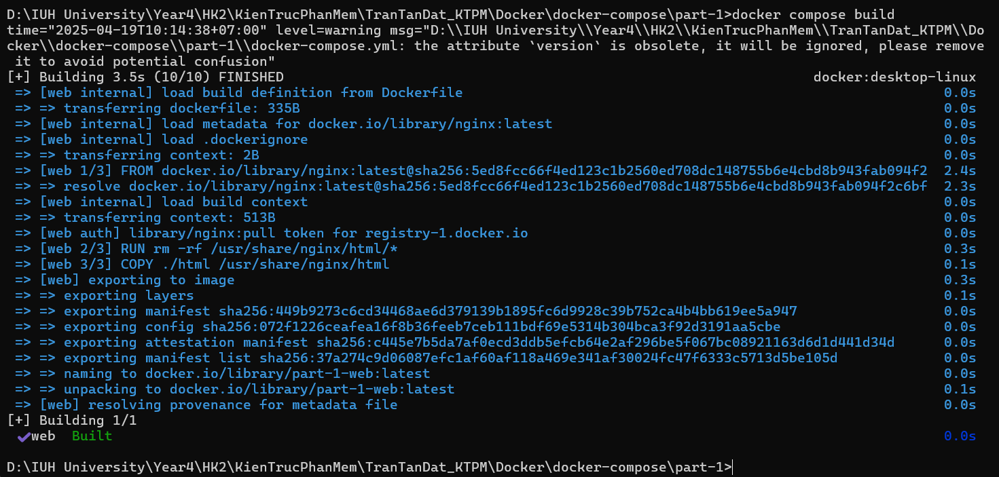 D:\IUH University\Year4\HK2\KienTrucPhanMem\TranTanDat_KTPM\Docker\docker-compose\part-1>docker compose build
time="2025-04-19T10:14:38+07:00" level=warning msg="D:\\IUH University\\Year4\\HK2\\KienTrucPhanMem\\TranTanDat_KTPM\\Do
cker\\docker-compose\\part-1\\docker-compose.yml: the attribute `version` is obsolete, it will be ignored, please remove
 it to avoid potential confusion"
[+] Building 3.5s (10/10) FINISHED docker:desktop-linux
 => [web internal] load build definition from Dockerfile 0.0s
 => => transferring dockerfile: 335B 0.0s
 => [web internal] load metadata for docker.io/library/nginx:latest 0.0s
 => [web internal] load .dockerignore 0.0s
 => => transferring context: 2B 0.0s
 => [web 1/3] FROM docker.io/library/nginx:latest@sha256:5ed8fcc66f4ed123c1b2560ed708dc148755b6e4cbd8b943fab094f2 2.4s
 => => resolve docker.io/library/nginx:latest@sha256:5ed8fcc66f4ed123c1b2560ed708dc148755b6e4cbd8b943fab094f2c6bf 2.3s
 => [web internal] load build context 0.0s
 => => transferring context: 513B 0.0s
 => [web auth] library/nginx:pull token for registry-1.docker.io 0.0s
 => [web 2/3] RUN rm -rf /usr/share/nginx/html/* 0.3s
 => [web 3/3] COPY ./html /usr/share/nginx/html 0.1s
 => [web] exporting to image 0.3s
 => => exporting layers 0.1s
 => => exporting manifest sha256:449b9273c6cd34468ae6d379139b1895fc6d9928c39b752ca4b4bb619ee5a947 0.0s
 => => exporting config sha256:072f1226ceafea16f8b36feeb7ceb111bdf69e5314b304bca3f92d3191aa5cbe 0.0s
 => => exporting attestation manifest sha256:c445e7b5da7af0ecd3ddb5efcb64e2af296be5f067bc08921163d6d1d441d34d 0.0s
 => => exporting manifest list sha256:37a274c9d06087efc1af60af118a469e341af30024fc47f6333c5713d5be105d 0.0s
 => => naming to docker.io/library/part-1-web:latest 0.0s
 => => unpacking to docker.io/library/part-1-web:latest 0.1s
 => [web] resolving provenance for metadata file 0.0s
[+] Building 1/1
 ✔web Built 0.0s
D:\IUH University\Year4\HK2\KienTrucPhanMem\TranTanDat_KTPM\Docker\docker-compose\part-1>